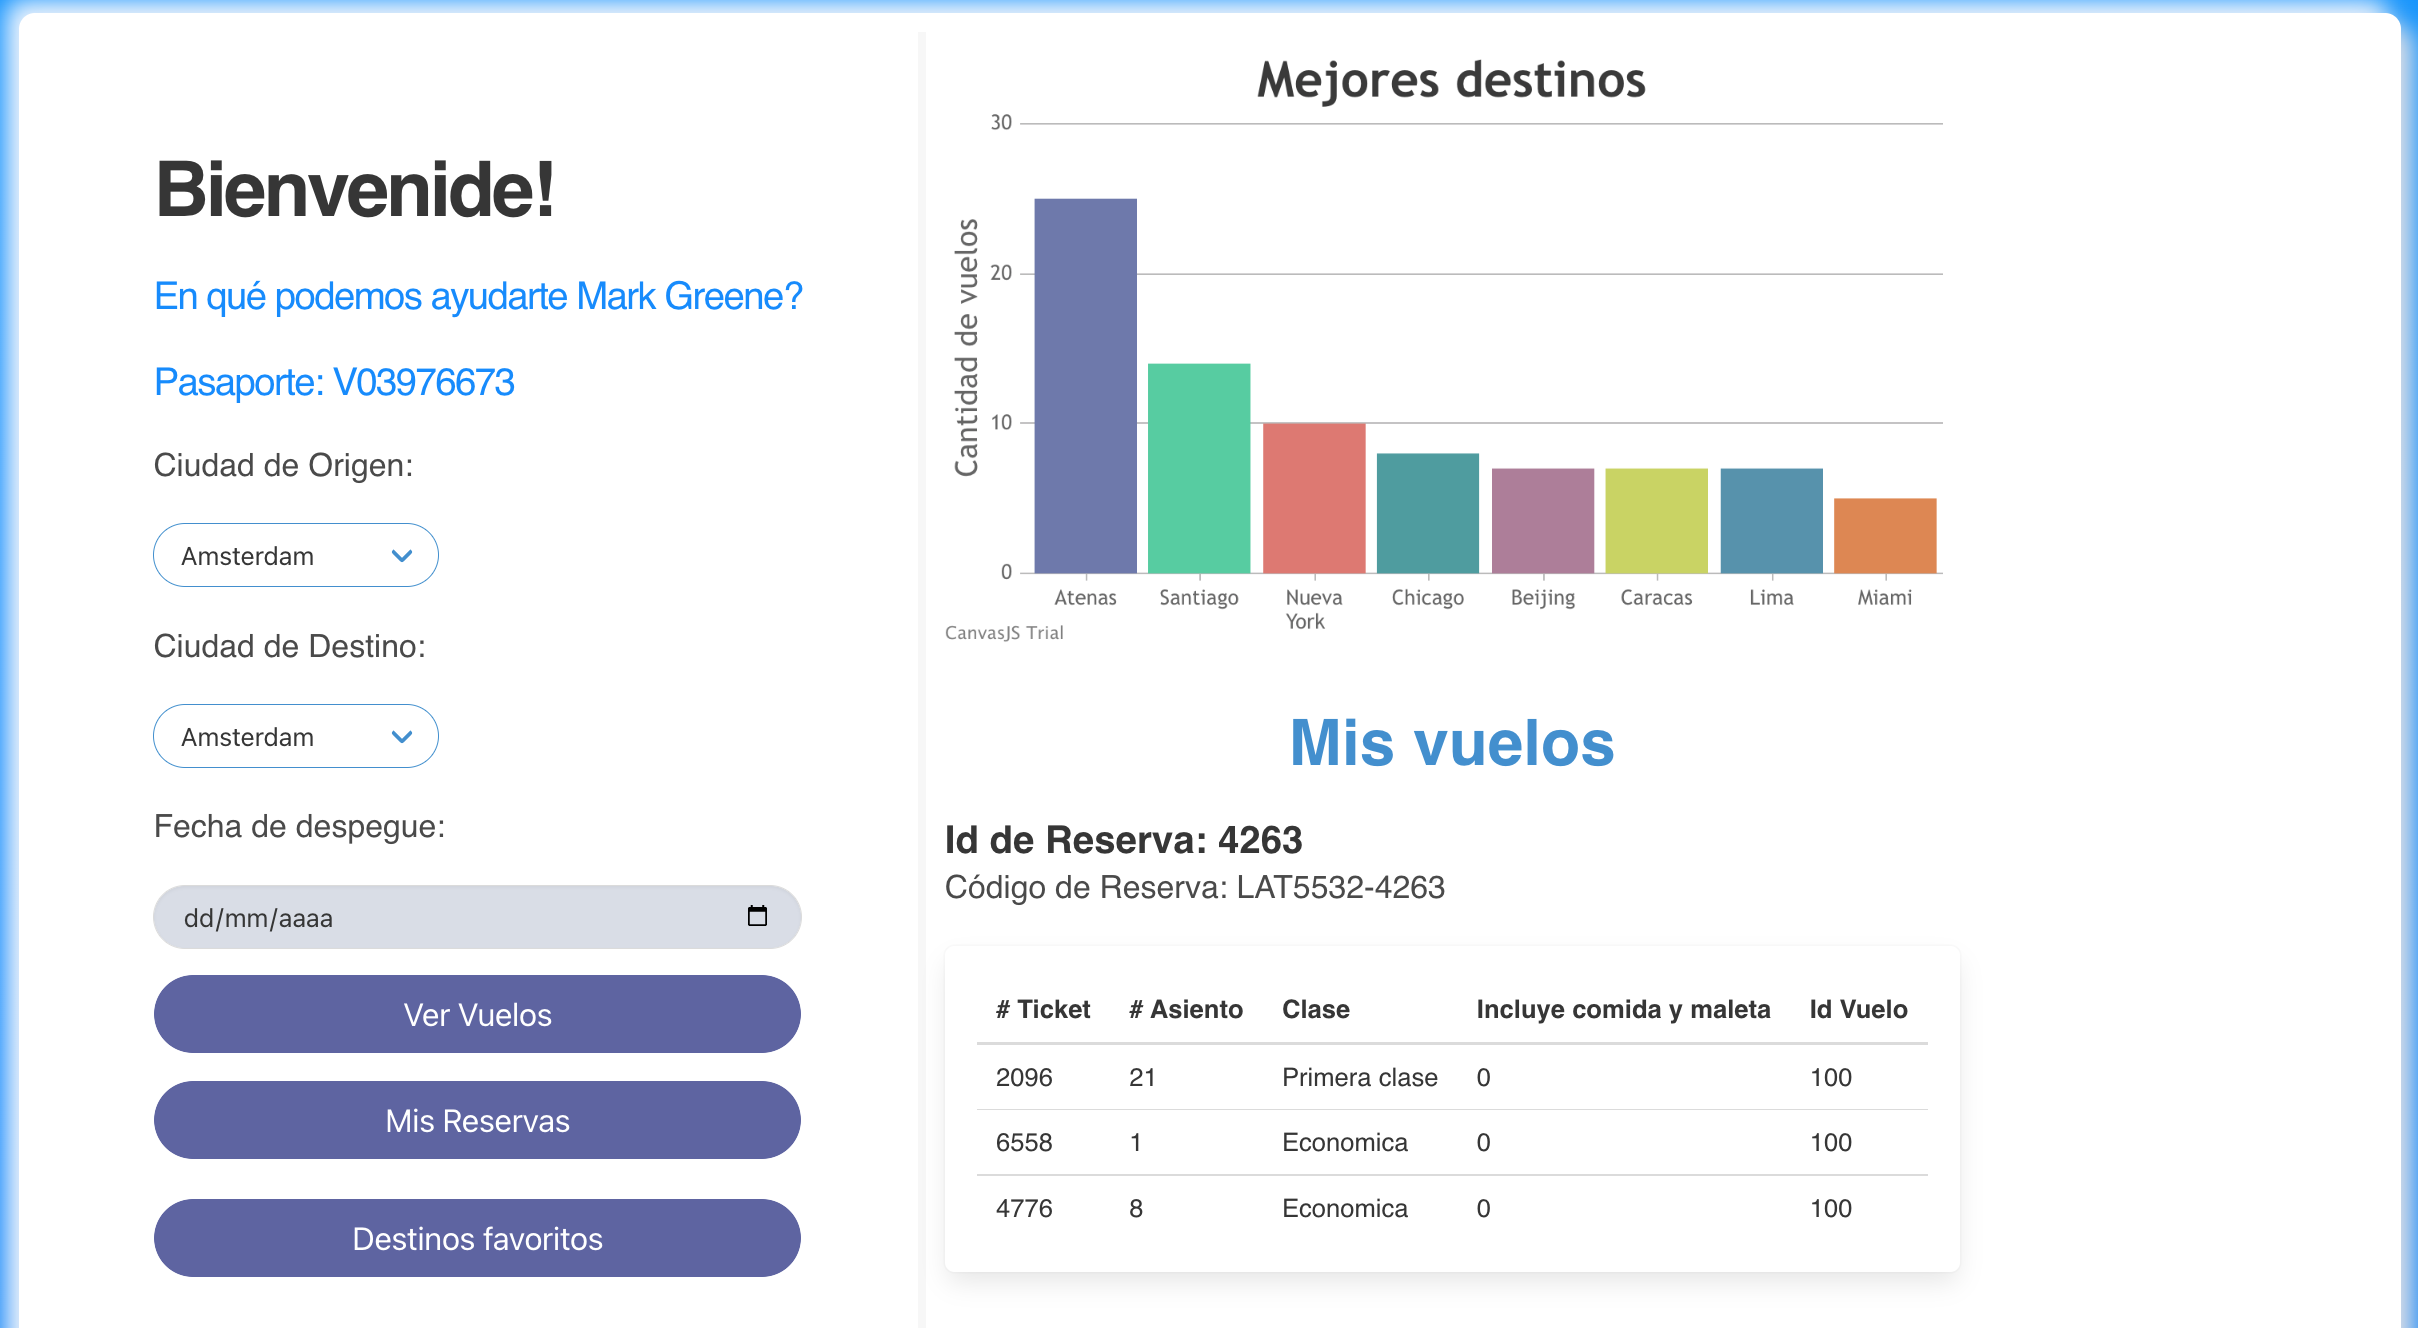 Bienvenide!
En qué podemos ayudarte Mark Greene?
Pasaporte: V03976673
Ciudad de Origen:
Amsterdam
Ciudad de Destino:
Amsterdam
Fecha de despegue:
dd/mm/aaaa
Ver Vuelos
Mis Reservas
Destinos favoritos
Mejores destinos
Cantidad de vuelos
30
20
10
0
Atenas Santiago Nueva York Chicago Beijing Caracas Lima Miami
CanvasJS Trial
Mis vuelos
Id de Reserva: 4263
Código de Reserva: LAT5532-4263
# Ticket # Asiento Clase Incluye comida y maleta Id Vuelo
2096 21 Primera clase 0 100
6558 1 Economica 0 100
4776 8 Economica 0 100